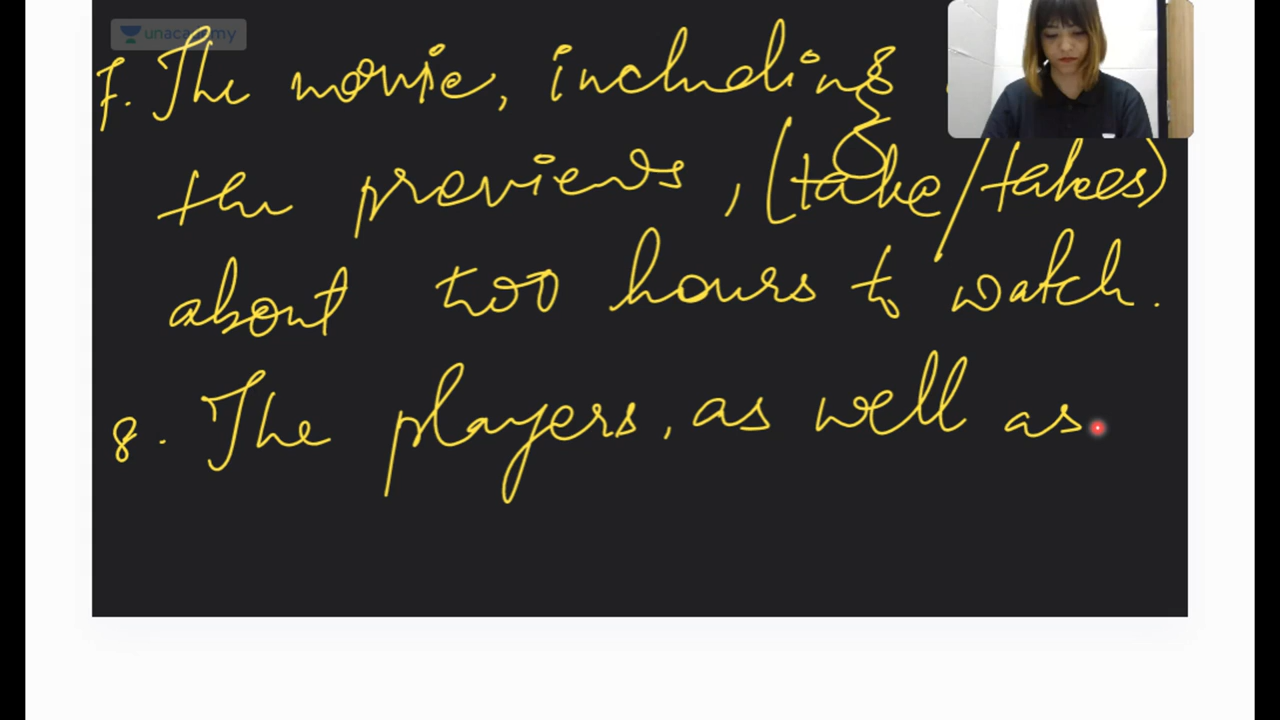 unacademy
7. The movie, including
the previews, (take/takes)
about two hours to watch.
8. The players, as well as